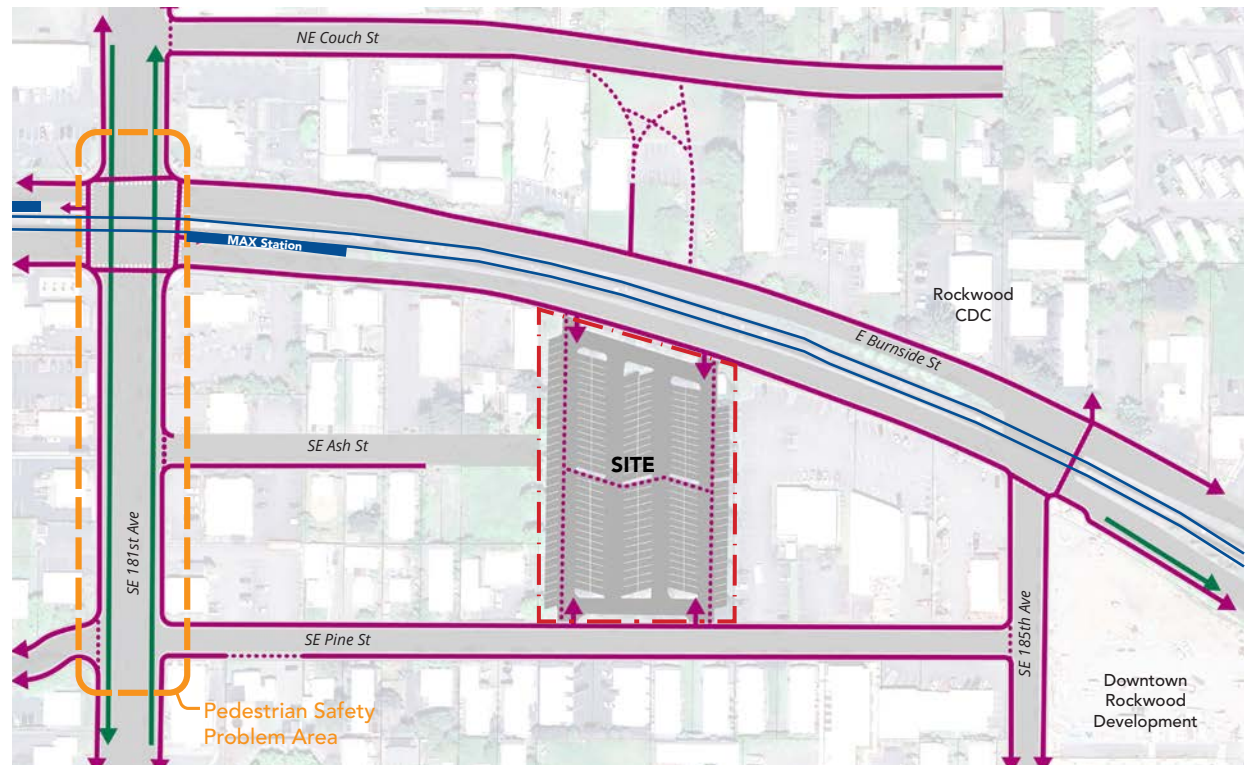 NE Couch St
MAX Station
Rockwood
CDC
E Burnside St
SE Ash St
SITE
SE 181st Ave
SE Pine St
SE 185th Ave
Pedestrian Safety
Problem Area
Downtown
Rockwood
Development